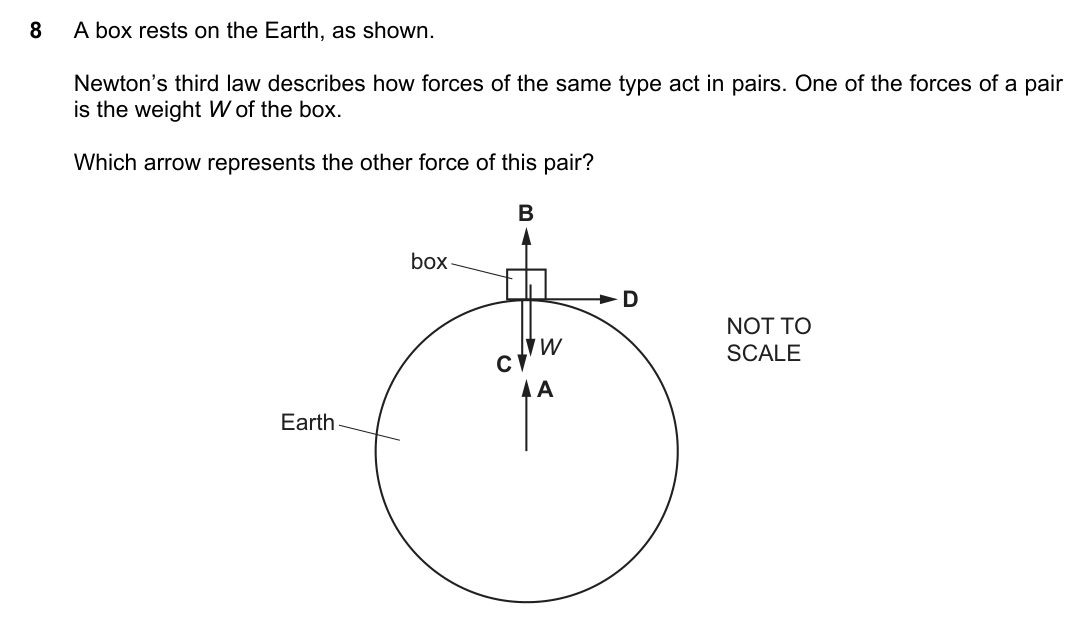 8 A box rests on the Earth, as shown.
Newton’s third law describes how forces of the same type act in pairs. One of the forces of a pair
is the weight W of the box.
Which arrow represents the other force of this pair?
B
box
D
NOT TO
SCALE
W
C
A
Earth